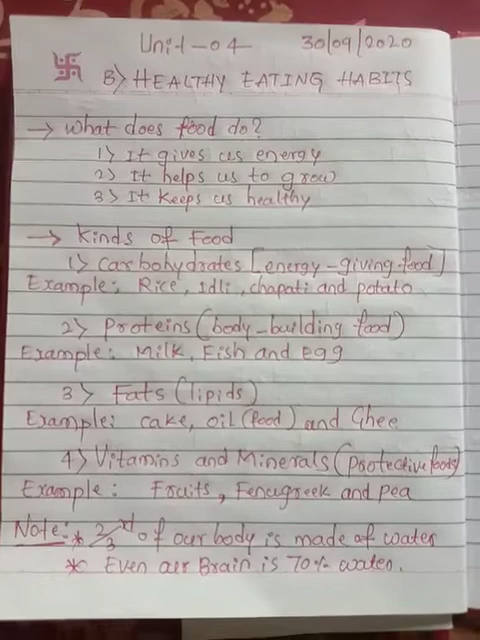 Unit-04 30/09/2020
卐 B> HEALTHY EATING HABITS
→ What does food do?
1> It gives us energy
2> It helps us to grow
3> It keeps us healthy
→ Kinds of Food
1> Carbohydrates [energy-giving food]
Example: Rice, Idli, chapati and potato
2> Proteins (body-building food)
Example: Milk, Fish and egg
3> Fats (lipids)
Example: cake, oil (food) and Ghee
4> Vitamins and Minerals (protective foods)
Example: Fruits, Fenugreek and pea
Note: * 2/3rd of our body is made of water
* Even our Brain is 70% water.